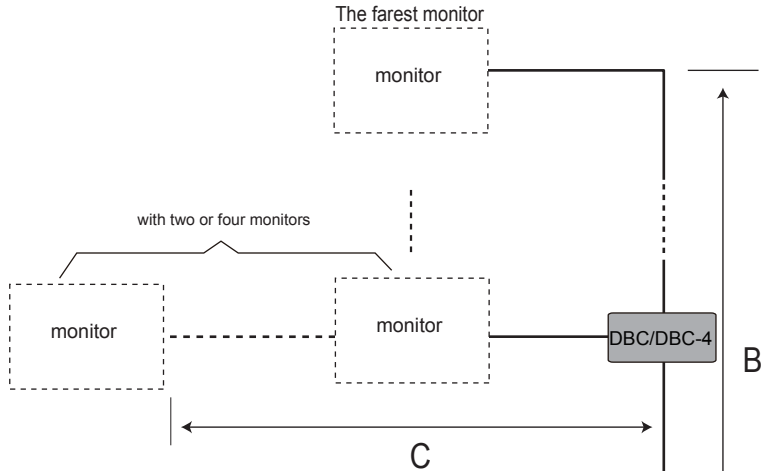 The farest monitor
monitor
with two or four monitors
monitor
monitor
DBC/DBC-4
B
C